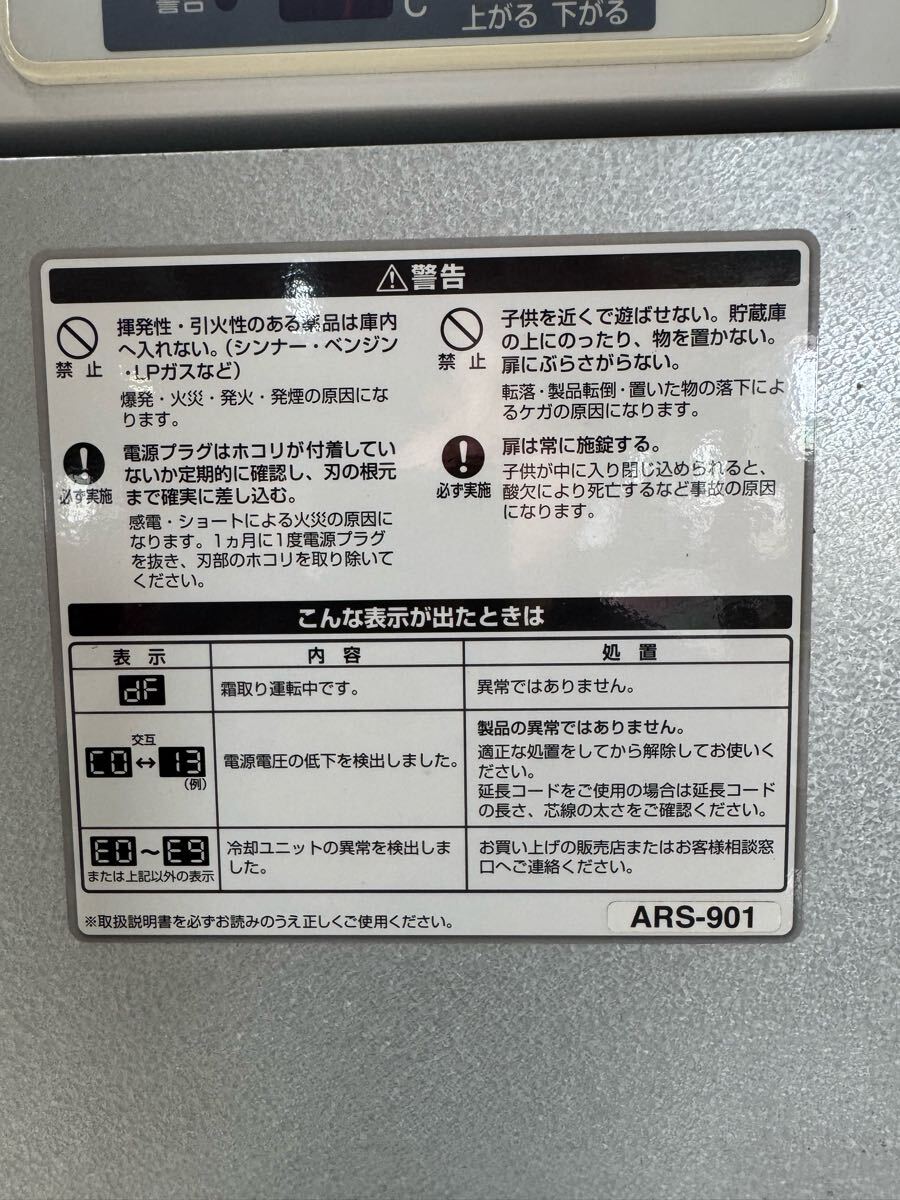 警告
℃
上がる 下がる
⚠警告
禁止
揮発性・引火性のある薬品は庫内
へ入れない。(シンナー・ベンジン
・LPガスなど)
爆発・火災・発火・発煙の原因にな
ります。
必ず実施
電源プラグはホコリが付着してい
ないか定期的に確認し、刃の根元
まで確実に差し込む。
感電・ショートによる火災の原因に
なります。1ヵ月に1度電源プラグ
を抜き、刃部のホコリを取り除いて
ください。
禁止
子供を近くで遊ばせない。貯蔵庫
の上にのったり、物を置かない。
扉にぶらさがらない。
転落・製品転倒・置いた物の落下によ
るケガの原因になります。
必ず実施
扉は常に施錠する。
子供が中に入り閉じ込められると、
酸欠により死亡するなど事故の原因
になります。
こんな表示が出たときは
表示 内容 処置
dF
霜取り運転中です。
異常ではありません。
交互
C0↔13
(例)
電源電圧の低下を検出しました。
製品の異常ではありません。
適正な処置をしてから解除してお使いく
ださい。
延長コードをご使用の場合は延長コード
の長さ、芯線の太さをご確認ください。
E0～E9
または上記以外の表示
冷却ユニットの異常を検出しま
した。
お買い上げの販売店またはお客様相談窓
口へご連絡ください。
※取扱説明書を必ずお読みのうえ正しくご使用ください。
ARS-901